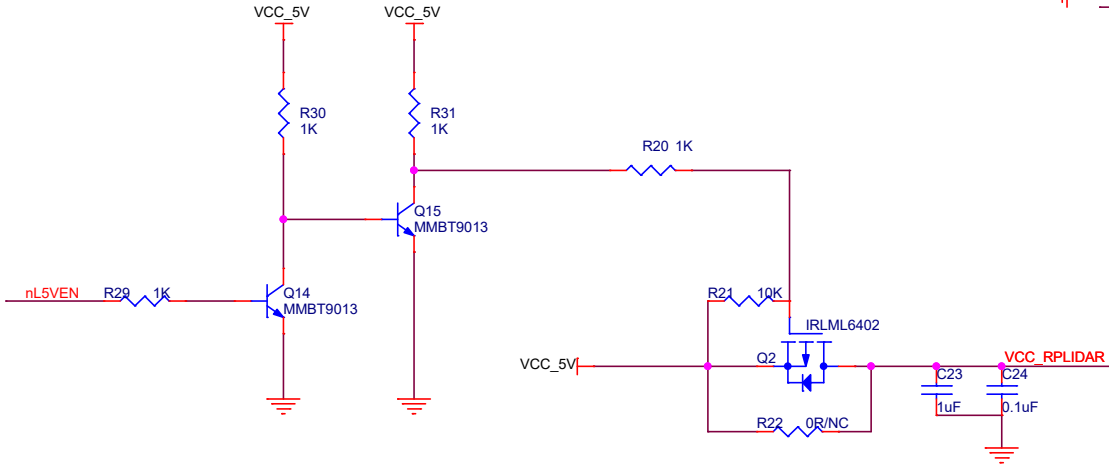 VCC_5V
VCC_5V
R30
1K
R31
1K
R20 1K
Q15
MMBT9013
nL5VEN
R29 1K
Q14
MMBT9013
R21 10K
IRLML6402
VCC_5V
Q2
VCC_RPLIDAR
C23
C24
1uF
0.1uF
R22 0R/NC